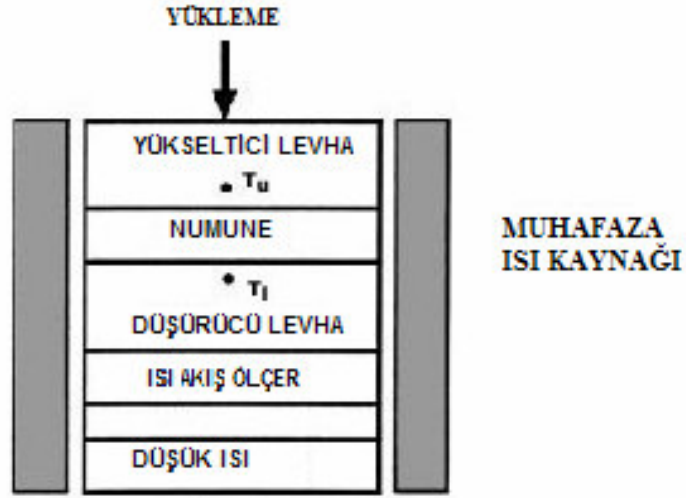 YÜKLEME
YÜKSELTİCİ LEVHA
Tu
NUMUNE
Tl
DÜŞÜRÜCÜ LEVHA
ISI AKIŞ ÖLÇER
DÜŞÜK ISI
MUHAFAZA
ISI KAYNAĞI